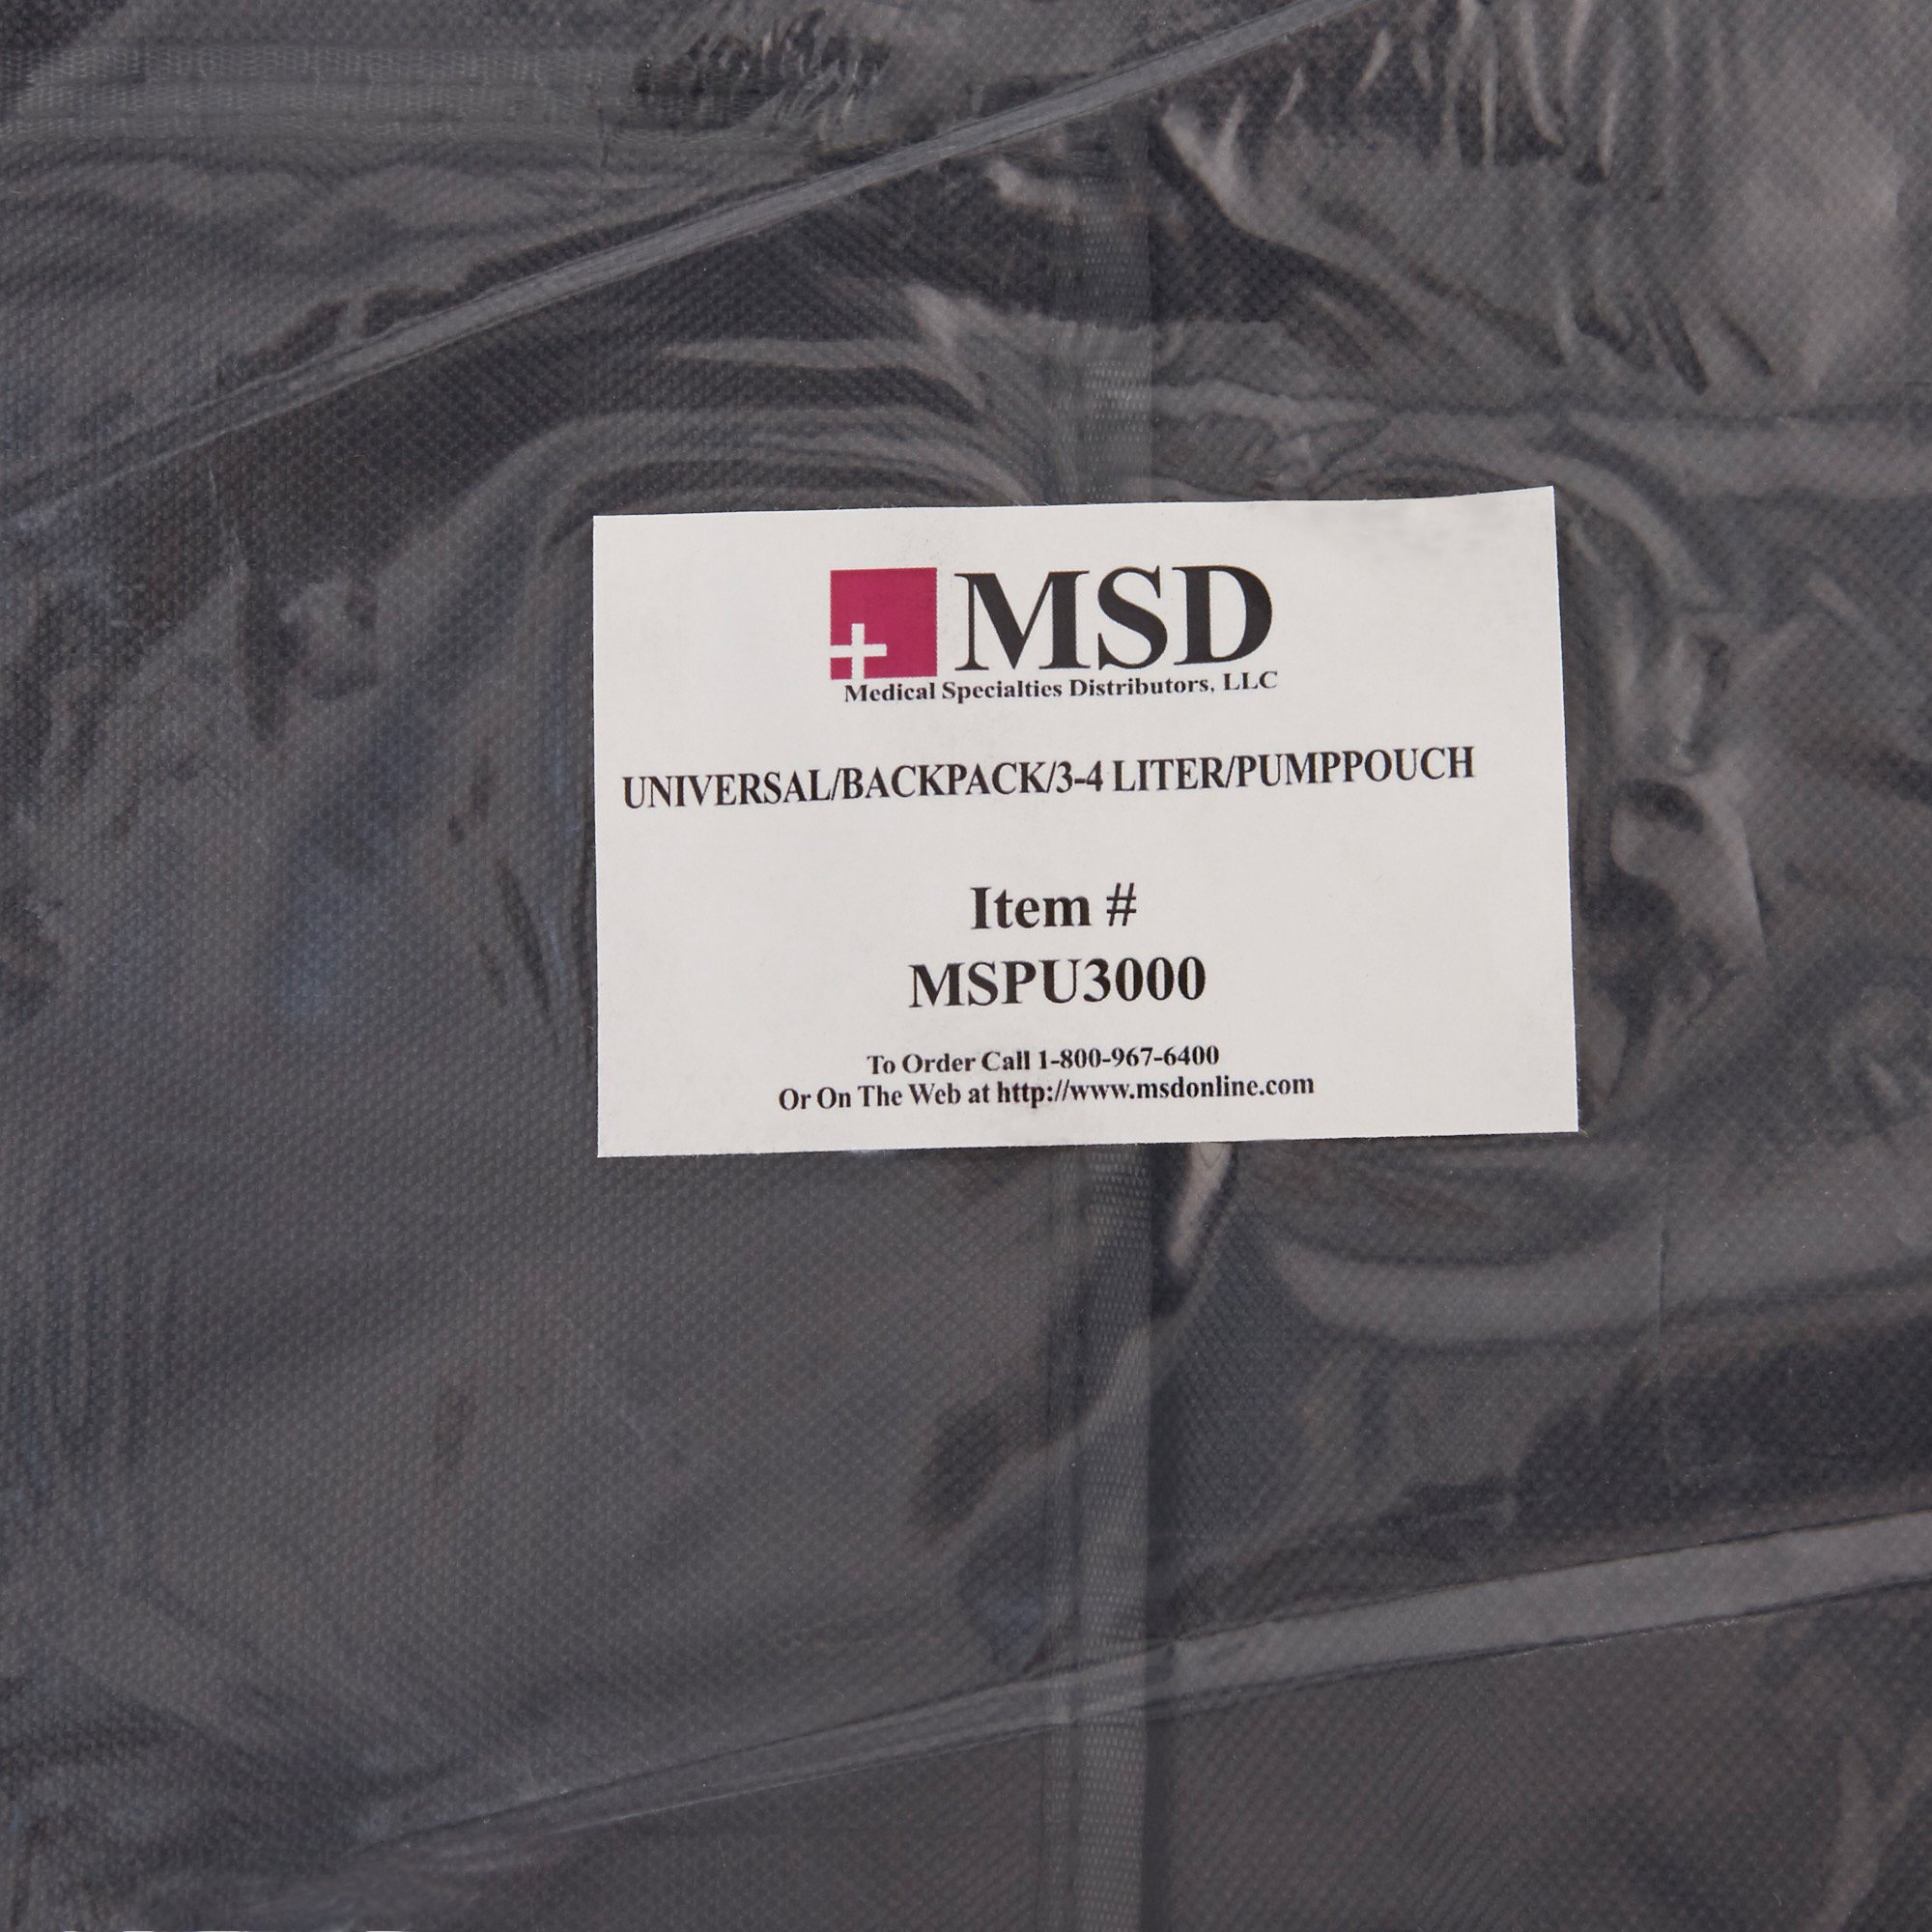 MSD
Medical Specialties Distributors, LLC
UNIVERSAL/BACKPACK/3-4 LITER/PUMPPOUCH
Item #
MSPU3000
To Order Call 1-800-967-6400
Or On The Web at http://www.msdonline.com